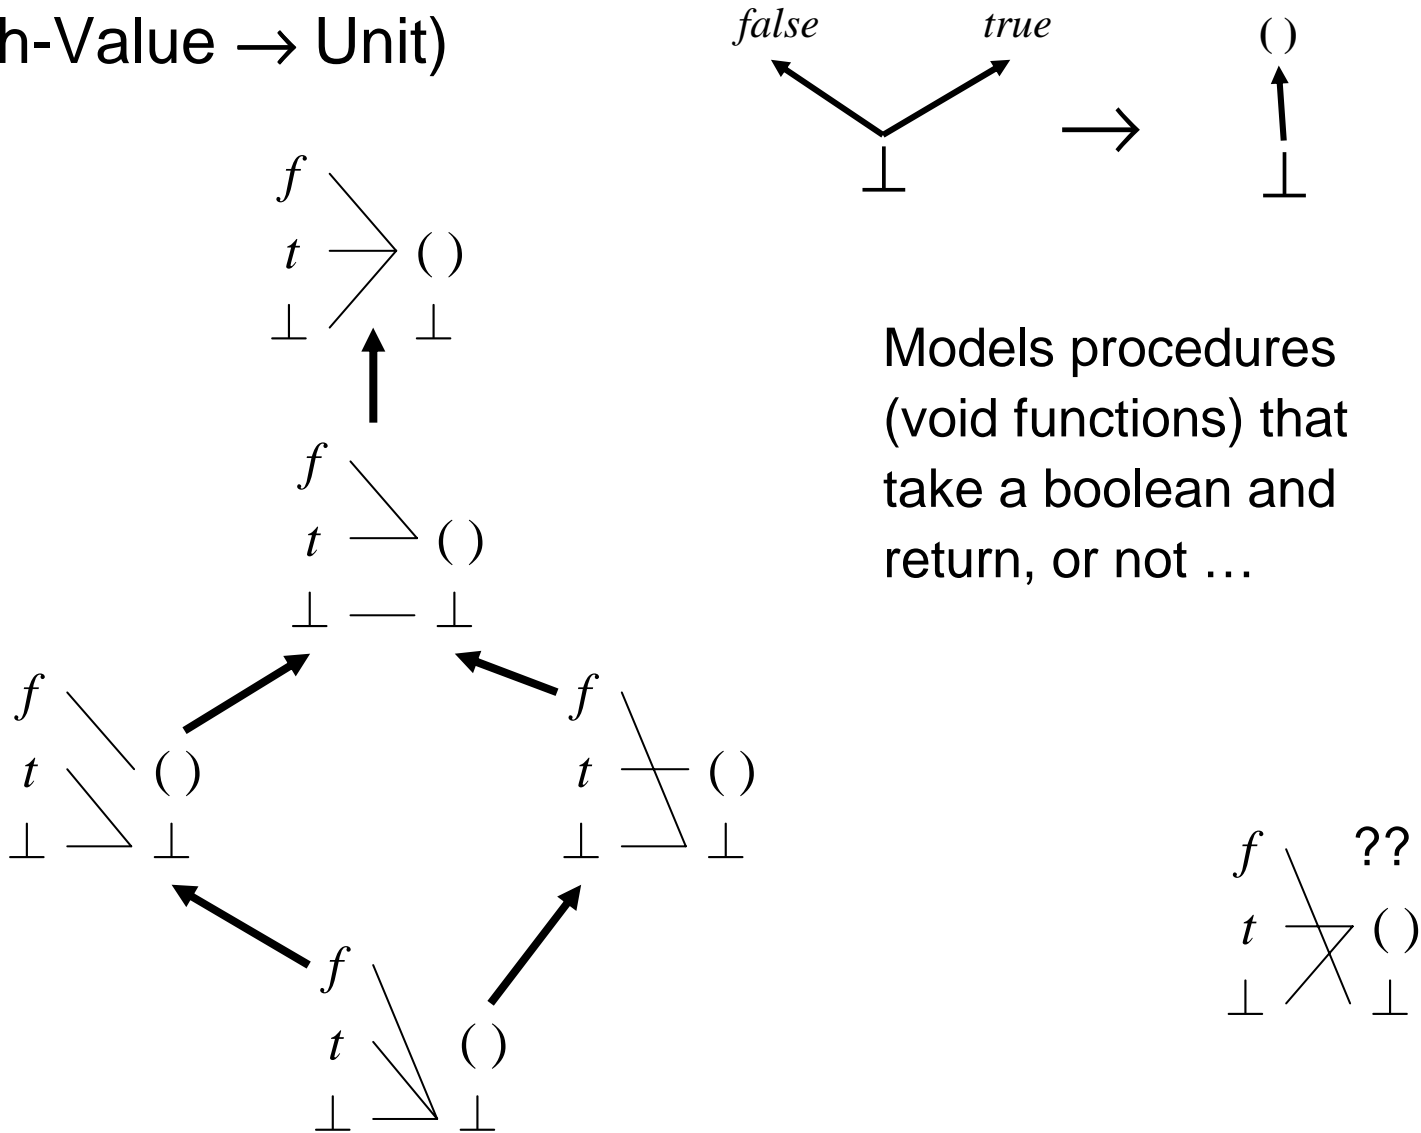 h-Value → Unit)
false true ( )
→
⊥ ⊥
f
t ( )
⊥ ⊥
Models procedures
(void functions) that
take a boolean and
return, or not …
f
t ( )
⊥ ⊥
f
t ( )
⊥ ⊥
f
t ( )
⊥ ⊥
f
t ( )
⊥ ⊥
f ??
t ( )
⊥ ⊥